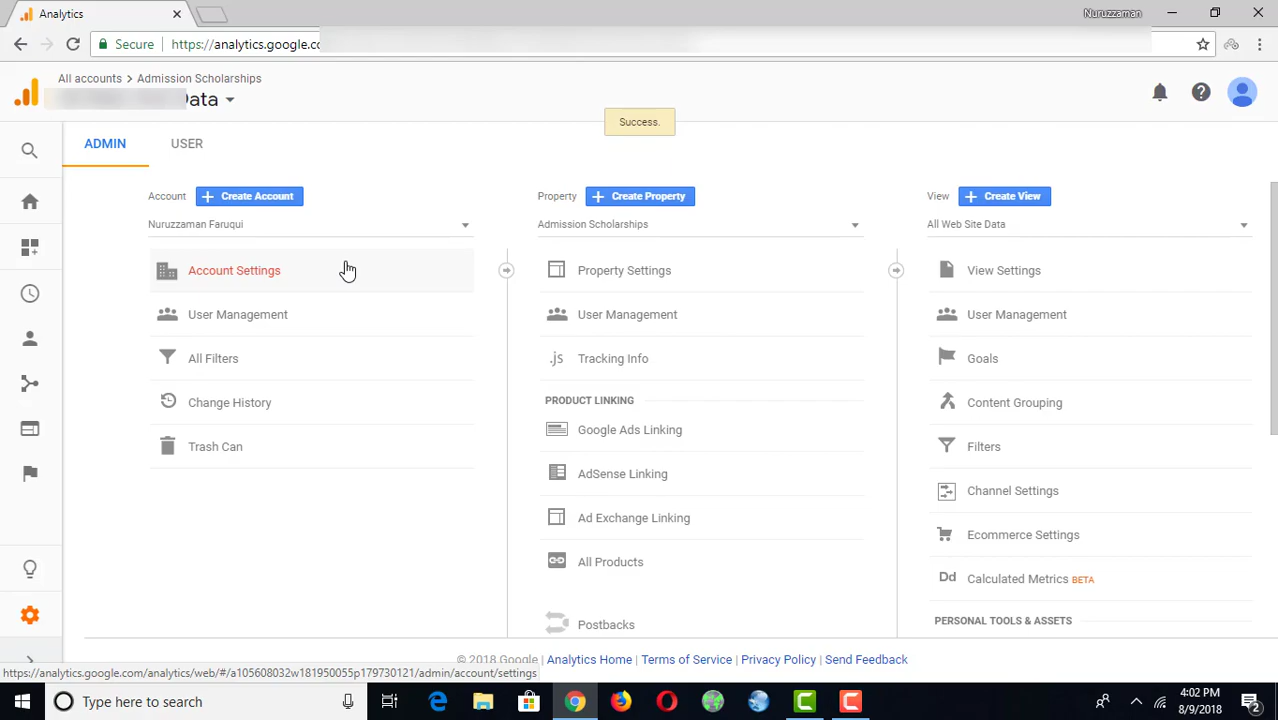 Analytics
Nuruzzaman
Secure
https://analytics.google.co
All accounts > Admission Scholarships
Data
Success.
ADMIN
USER
Account
+ Create Account
Property
+ Create Property
View
+ Create View
Nuruzzaman Faruqui
Admission Scholarships
All Web Site Data
Account Settings
Property Settings
View Settings
User Management
User Management
User Management
All Filters
.js Tracking Info
Goals
Change History
PRODUCT LINKING
Content Grouping
Google Ads Linking
Trash Can
Filters
AdSense Linking
Channel Settings
Ad Exchange Linking
Ecommerce Settings
All Products
Dd Calculated Metrics BETA
Postbacks
PERSONAL TOOLS & ASSETS
© 2018 Google | Analytics Home | Terms of Service | Privacy Policy | Send Feedback
https://analytics.google.com/analytics/web/#/a105608032w181950055p179730121/admin/account/settings
Type here to search
4:02 PM
8/9/2018
2